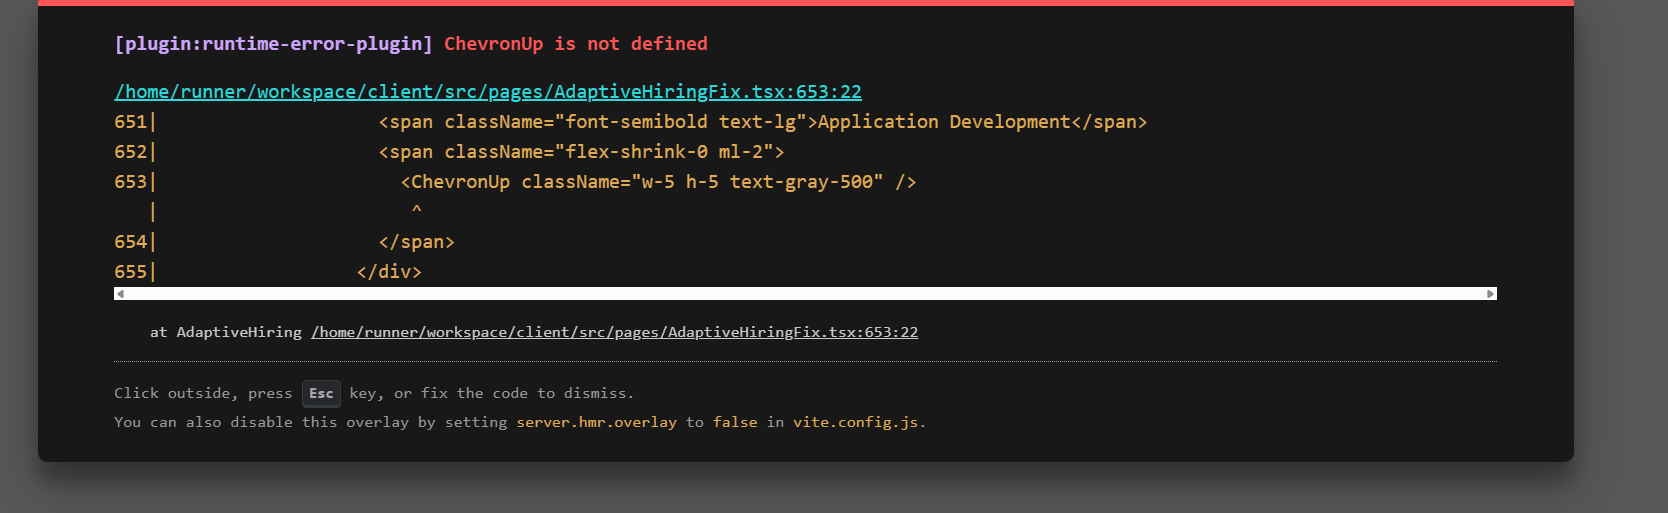 [plugin:runtime-error-plugin] ChevronUp is not defined
/home/runner/workspace/client/src/pages/AdaptiveHiringFix.tsx:653:22
651|                    <span className="font-semibold text-lg">Application Development</span>
652|                    <span className="flex-shrink-0 ml-2">
653|                      <ChevronUp className="w-5 h-5 text-gray-500" />
   |                       ^
654|                    </span>
655|                  </div>
at AdaptiveHiring /home/runner/workspace/client/src/pages/AdaptiveHiringFix.tsx:653:22
Click outside, press Esc key, or fix the code to dismiss.
You can also disable this overlay by setting server.hmr.overlay to false in vite.config.js.